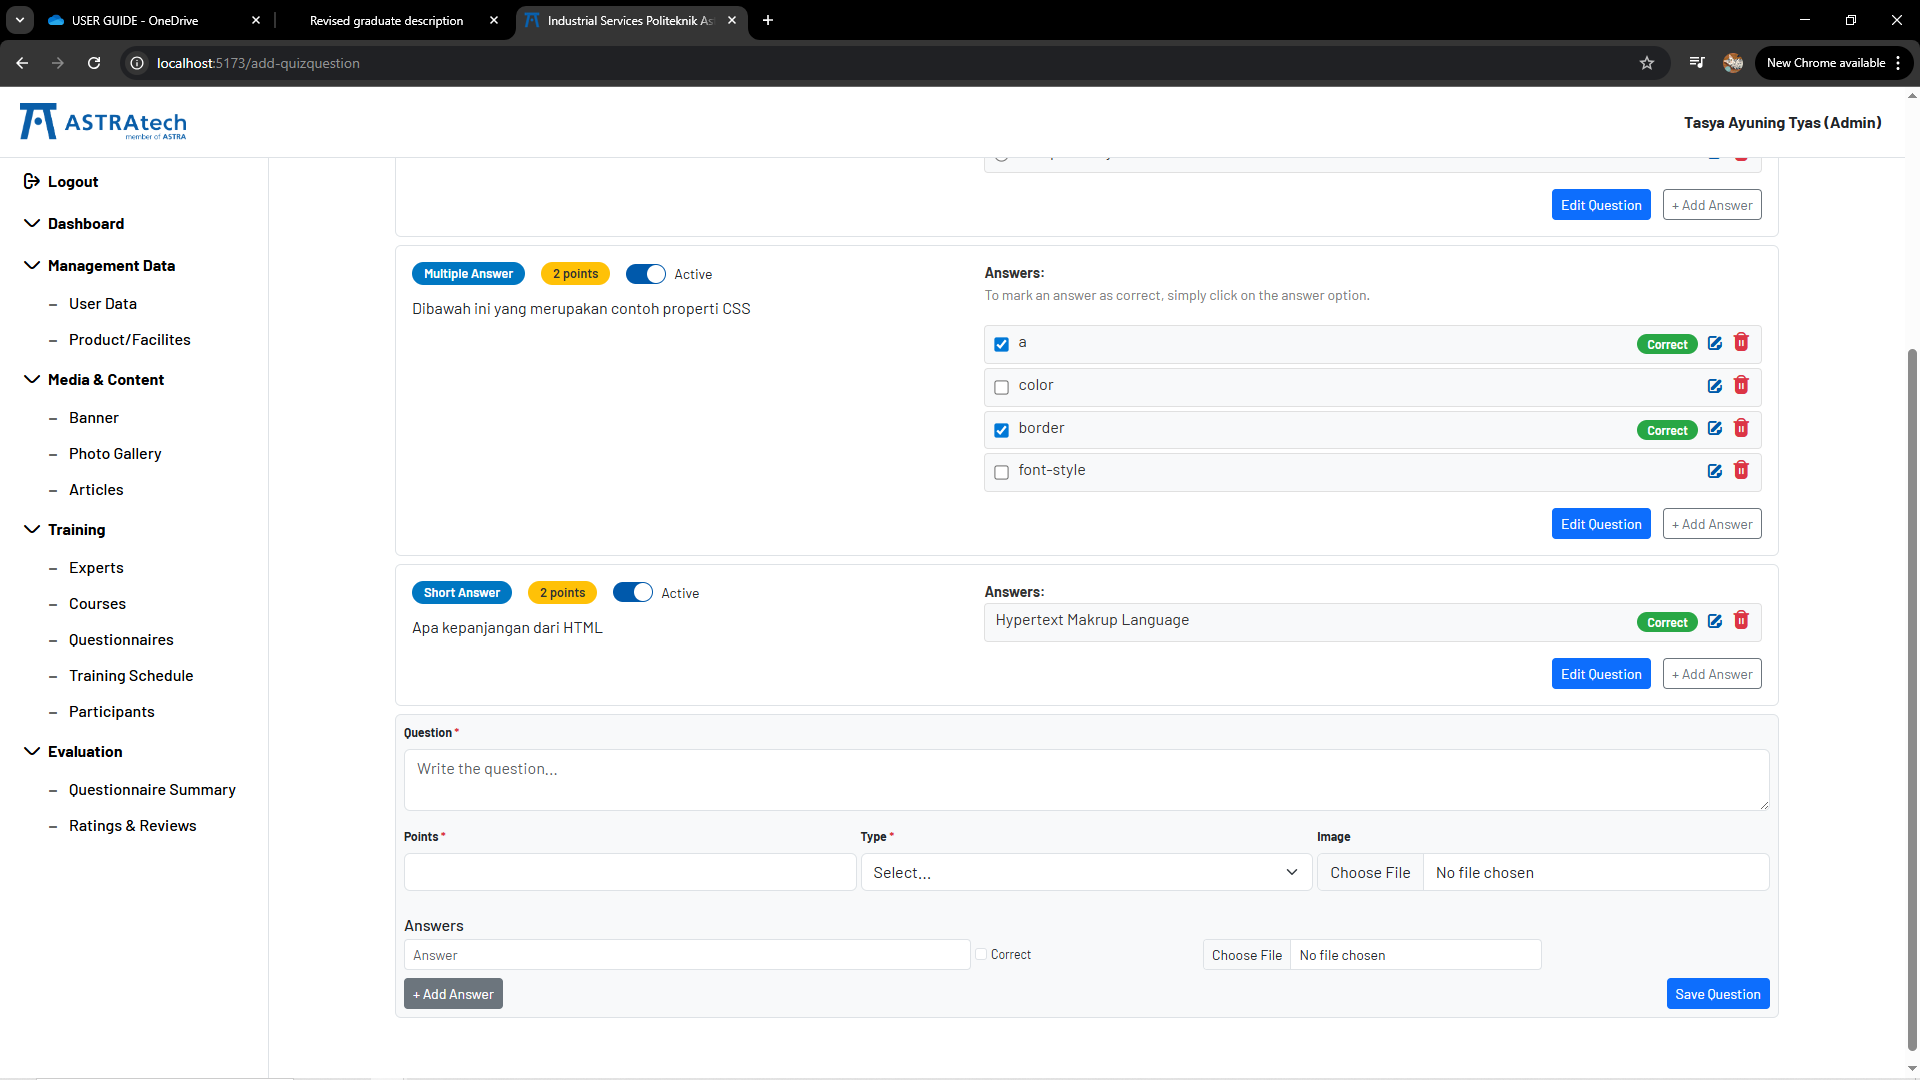 USER GUIDE - OneDrive
Revised graduate description
Industrial Services Politeknik As
localhost:5173/add-quizquestion
New Chrome available
ASTRAtech
member of ASTRA
Tasya Ayuning Tyas (Admin)
Logout
Dashboard
Management Data
User Data
Product/Facilites
Media & Content
Banner
Photo Gallery
Articles
Training
Experts
Courses
Questionnaires
Training Schedule
Participants
Evaluation
Questionnaire Summary
Ratings & Reviews
Edit Question
+ Add Answer
Multiple Answer
2 points
Active
Dibawah ini yang merupakan contoh properti CSS
Answers:
To mark an answer as correct, simply click on the answer option.
a
Correct
color
border
Correct
font-style
Edit Question
+ Add Answer
Short Answer
2 points
Active
Apa kepanjangan dari HTML
Answers:
Hypertext Makrup Language
Correct
Edit Question
+ Add Answer
Question *
Write the question...
Points *
Type *
Image
Select...
Choose File
No file chosen
Answers
Answer
Correct
Choose File
No file chosen
+ Add Answer
Save Question